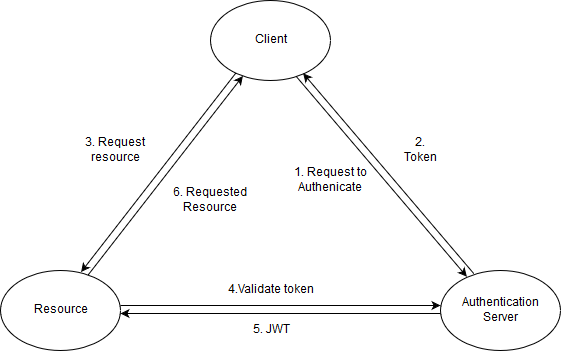 Client
3. Request
resource
2.
Token
1. Request to
Authenicate
6. Requested
Resource
4.Validate token
Resource
Authentication
Server
5. JWT